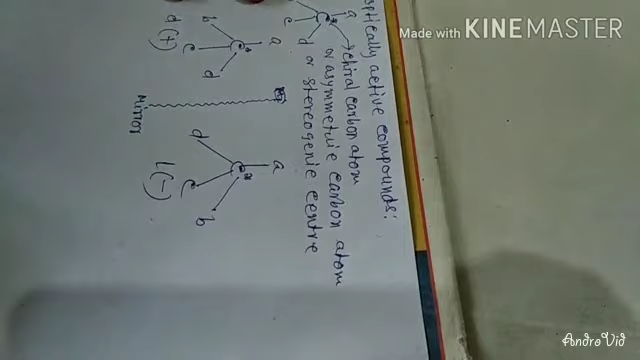 optically active compounds:
a
C*
c
d
chiral carbon atom
or asymmetric carbon atom
or stereogenic centre
a
b
C*
c
d
d (+)
Mirror
a
d
C*
c
b
l (-)
Made with KINEMASTER
AndroVid